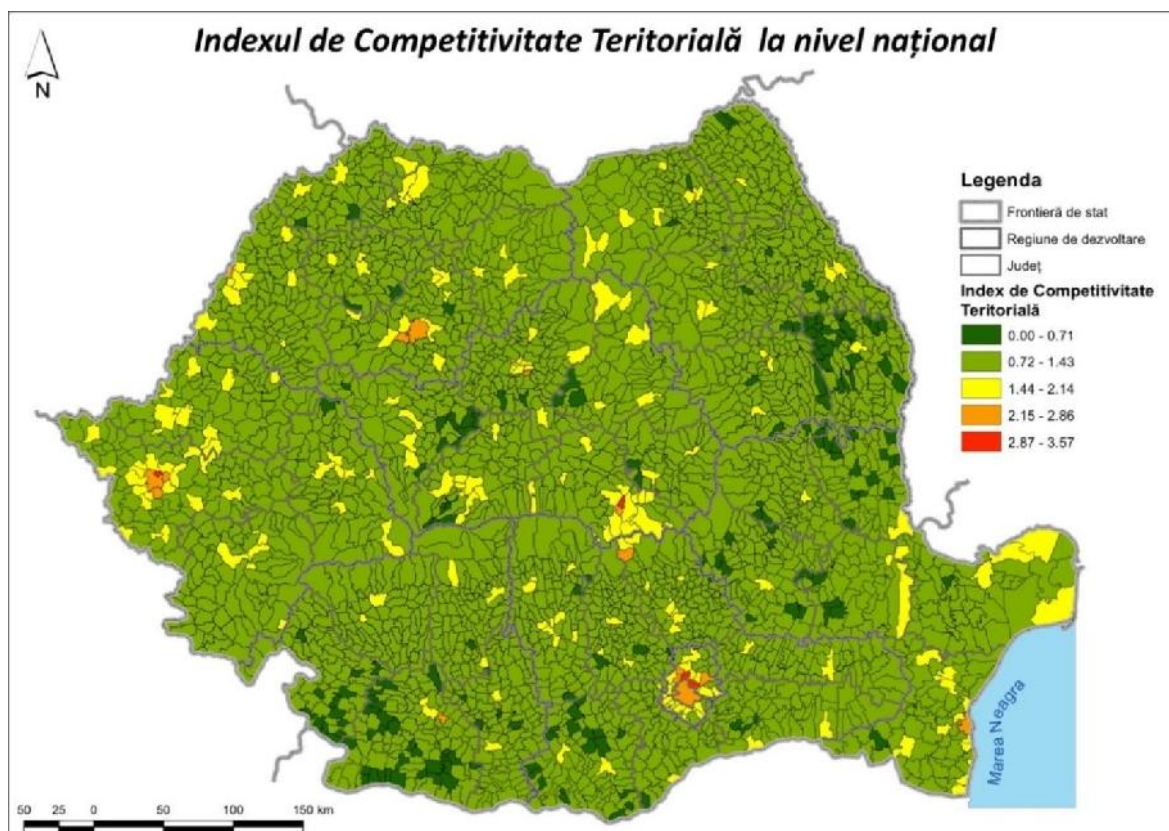 Indexul de Competitivitate Teritorială la nivel național
N
Legenda
Frontieră de stat
Regiune de dezvoltare
Județ
Index de Competitivitate
Teritorială
0.00 - 0.71
0.72 - 1.43
1.44 - 2.14
2.15 - 2.86
2.87 - 3.57
Marea Neagra
50 25 0 50 100 150 km